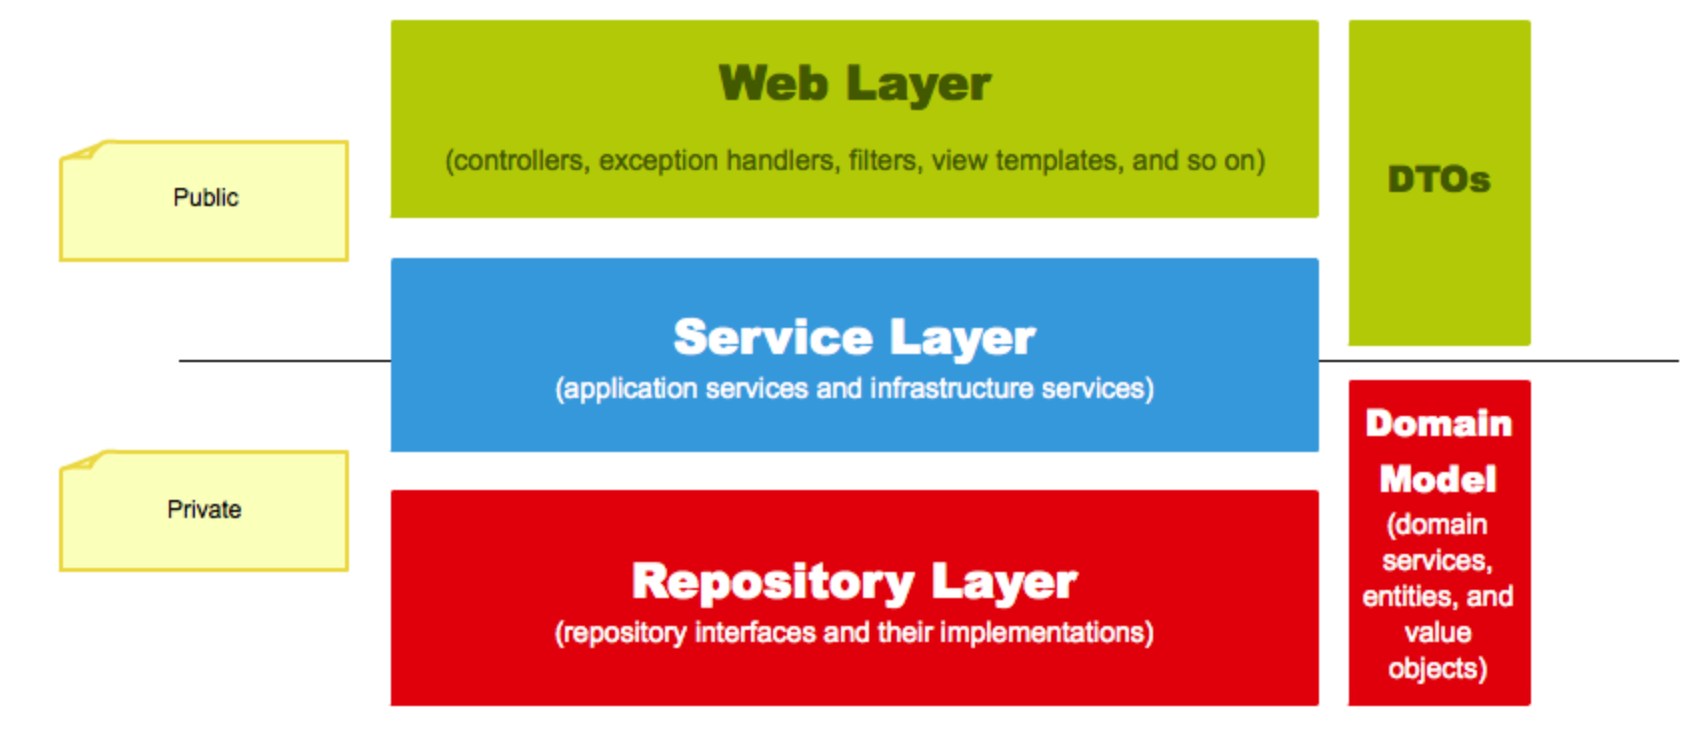 Web Layer
(controllers, exception handlers, filters, view templates, and so on)
DTOs
Public
Service Layer
(application services and infrastructure services)
Private
Repository Layer
(repository interfaces and their implementations)
Domain
Model
(domain
services,
entities, and
value
objects)